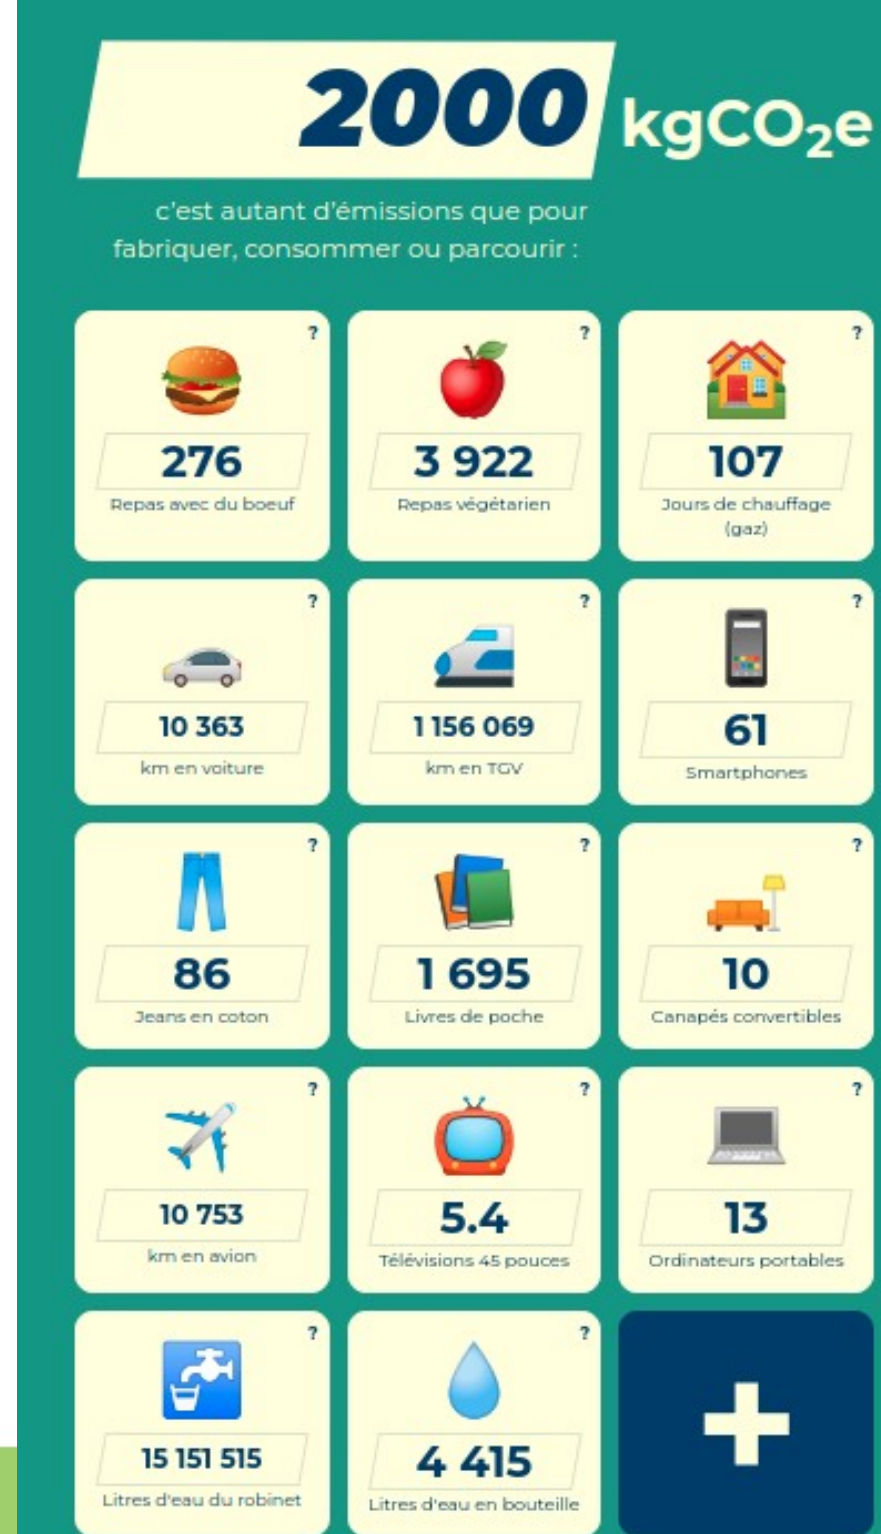 2000 kgCO₂e
c'est autant d'émissions que pour
fabriquer, consommer ou parcourir :
?
276
Repas avec du boeuf
?
3 922
Repas végétarien
?
107
Jours de chauffage
(gaz)
?
10 363
km en voiture
?
1 156 069
km en TGV
?
61
Smartphones
?
86
Jeans en coton
?
1 695
Livres de poche
?
10
Canapés convertibles
?
10 753
km en avion
?
5.4
Télévisions 45 pouces
?
13
Ordinateurs portables
?
15 151 515
Litres d'eau du robinet
?
4 415
Litres d'eau en bouteille
+